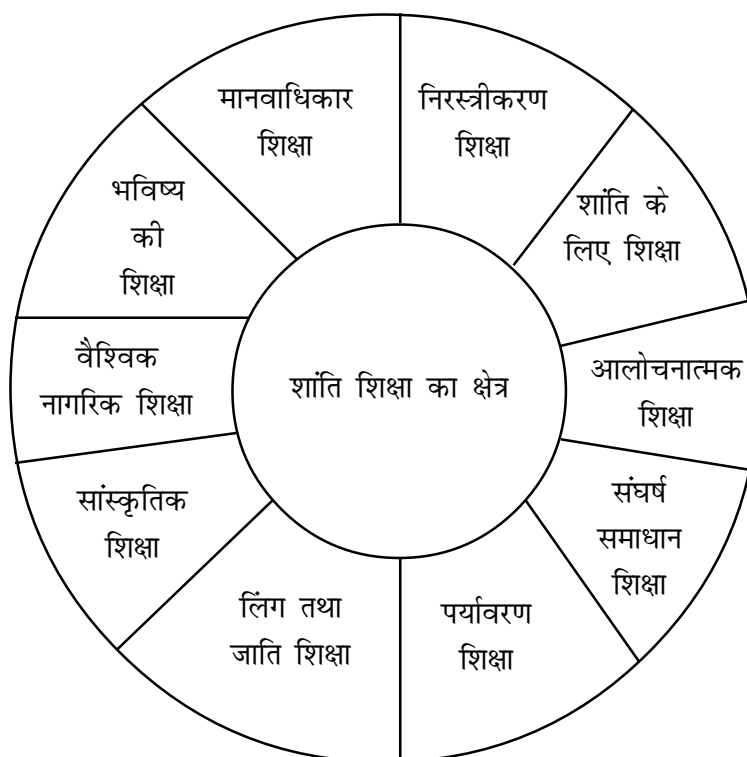 मानवाधिकार
शिक्षा
निरस्त्रीकरण
शिक्षा
शांति के
लिए शिक्षा
आलोचनात्मक
शिक्षा
संघर्ष
समाधान
शिक्षा
पर्यावरण
शिक्षा
लिंग तथा
जाति शिक्षा
सांस्कृतिक
शिक्षा
वैश्विक
नागरिक शिक्षा
भविष्य
की
शिक्षा
शांति शिक्षा का क्षेत्र